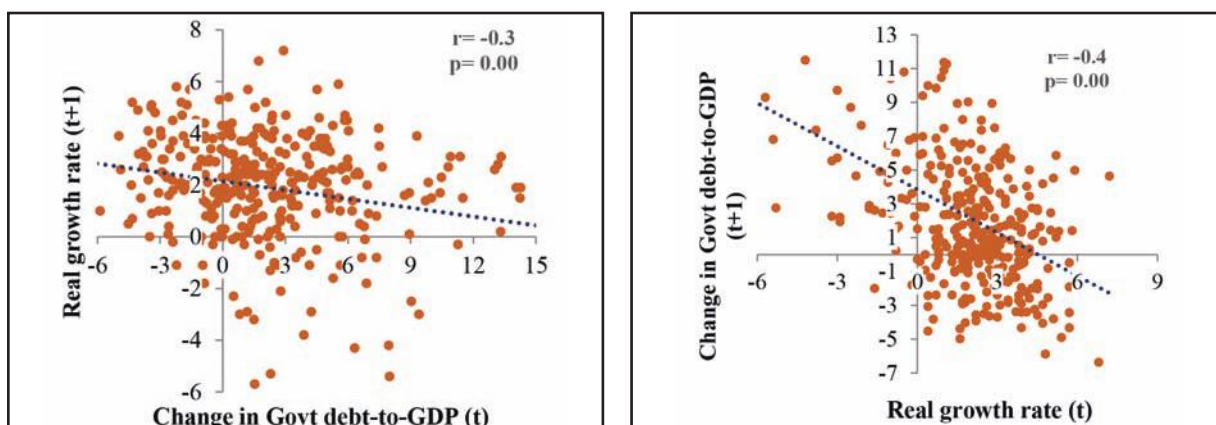 8
r= -0.3
p= 0.00
6
4
2
0
-6 -3 0 3 6 9 12 15
-2
-4
-6
Real growth rate (t+1)
Change in Govt debt-to-GDP (t)
13
r= -0.4
p= 0.00
11
9
7
5
3
1
-6 -3 0 3 6 9
-1
-3
-5
-7
Change in Govt debt-to-GDP
(t+1)
Real growth rate (t)